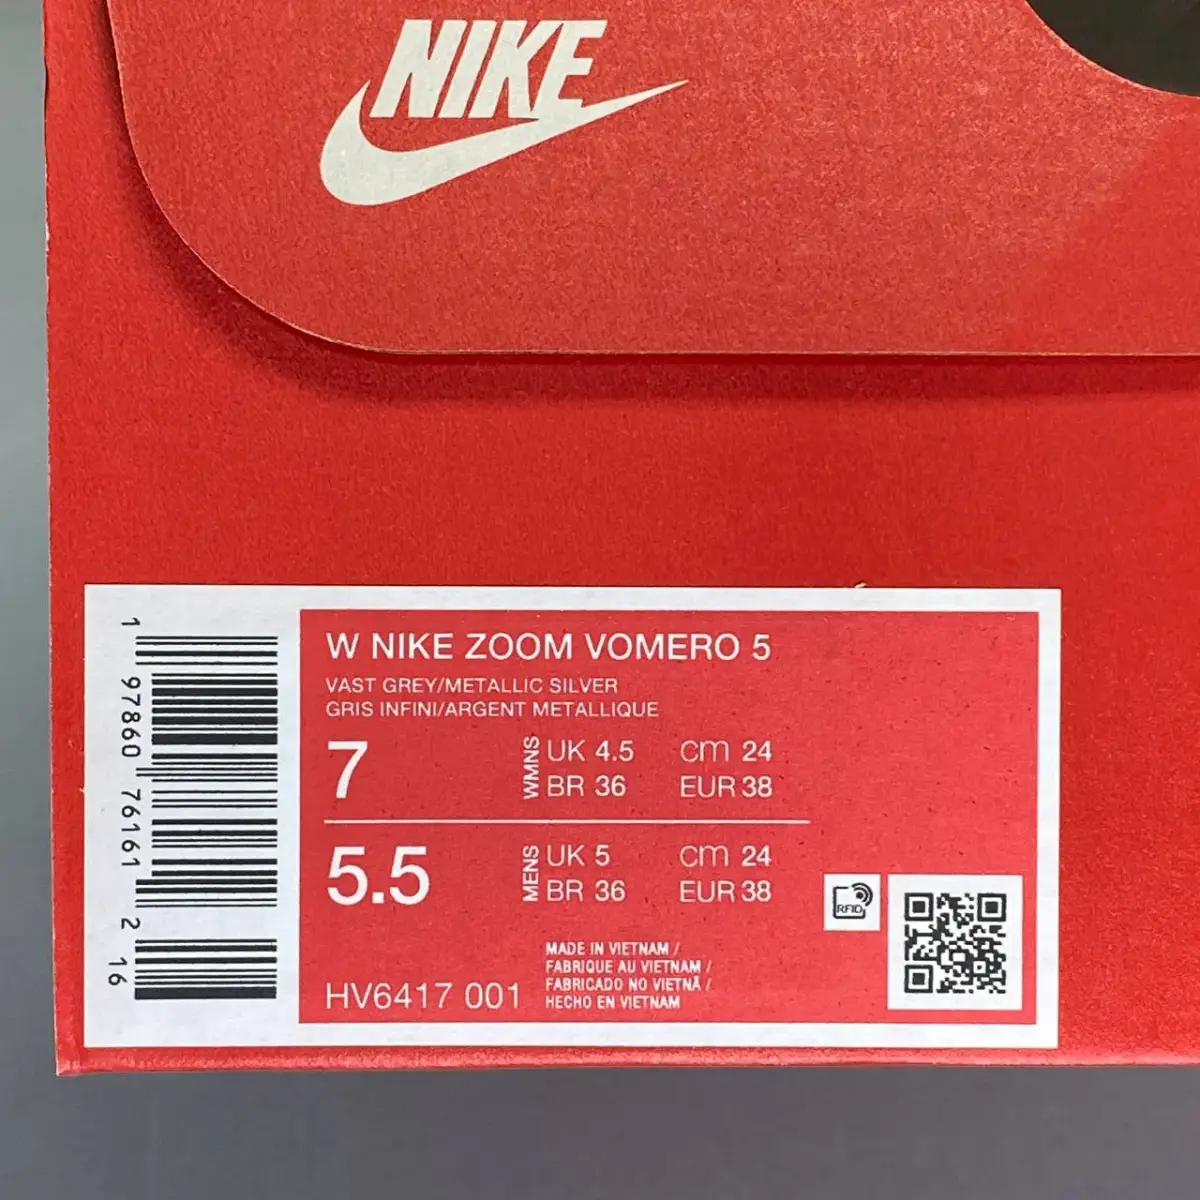 NIKE
W NIKE ZOOM VOMERO 5
VAST GREY/METALLIC SILVER
GRIS INFINI/ARGENT METALLIQUE
7 WMNS UK 4.5 cm 24
BR 36 EUR 38
5.5 MENS UK 5 cm 24
BR 36 EUR 38
RFID
MADE IN VIETNAM /
FABRIQUE AU VIETNAM /
FABRICADO NO VIETNÃ /
HECHO EN VIETNAM
HV6417 001
1 97860 76161 2 16